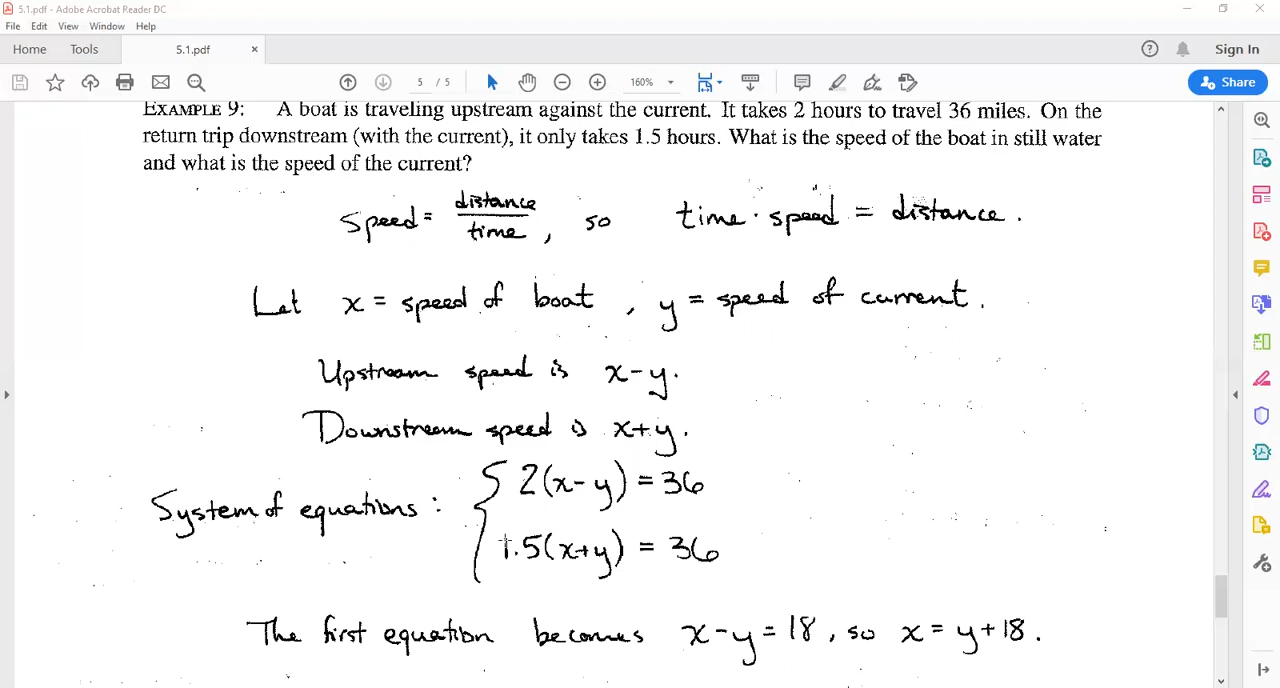 5.1.pdf - Adobe Acrobat Reader DC
File Edit View Window Help
Home Tools 5.1.pdf × Sign In
5 / 5 160% Share
EXAMPLE 9: A boat is traveling upstream against the current. It takes 2 hours to travel 36 miles. On the
return trip downstream (with the current), it only takes 1.5 hours. What is the speed of the boat in still water
and what is the speed of the current?
Speed = distance / time , so time · speed = distance .
Let x = speed of boat , y = speed of current .
Upstream speed is x - y .
Downstream speed is x + y .
System of equations : { 2(x - y) = 36
1.5(x + y) = 36
The first equation becomes x - y = 18 , so x = y + 18 .